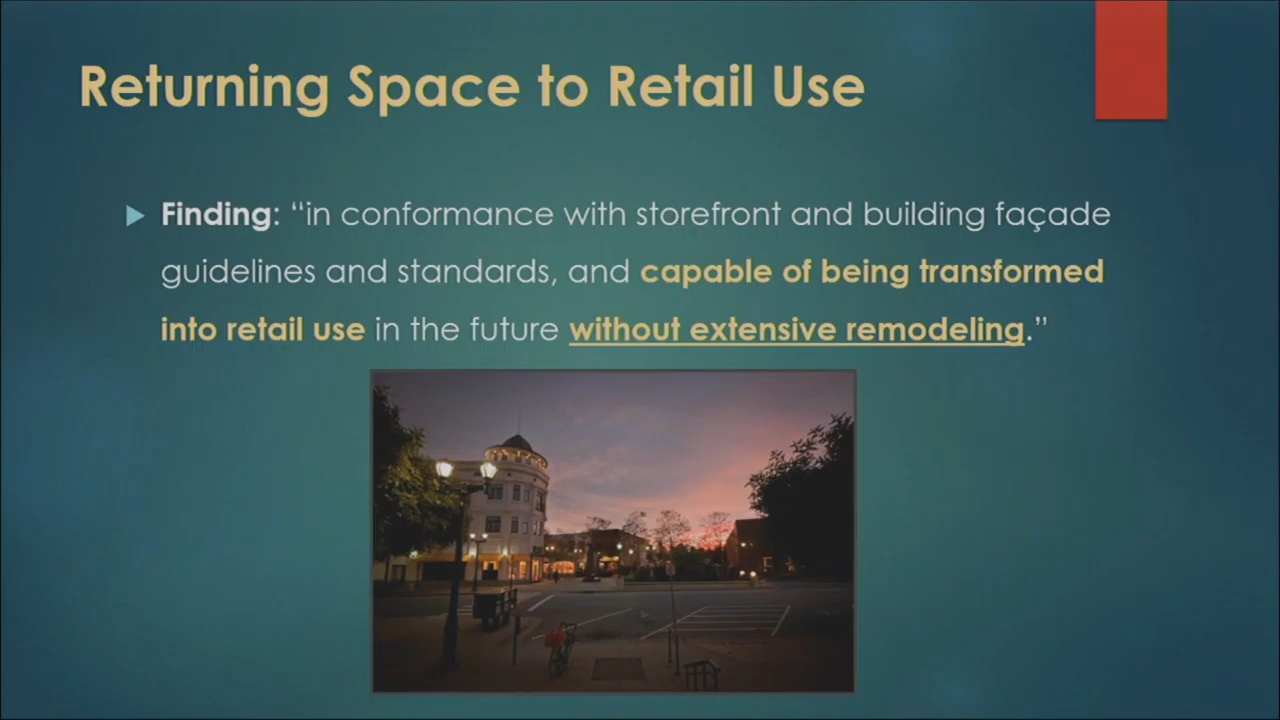 Returning Space to Retail Use
Finding: “in conformance with storefront and building façade
guidelines and standards, and capable of being transformed
into retail use in the future without extensive remodeling.”